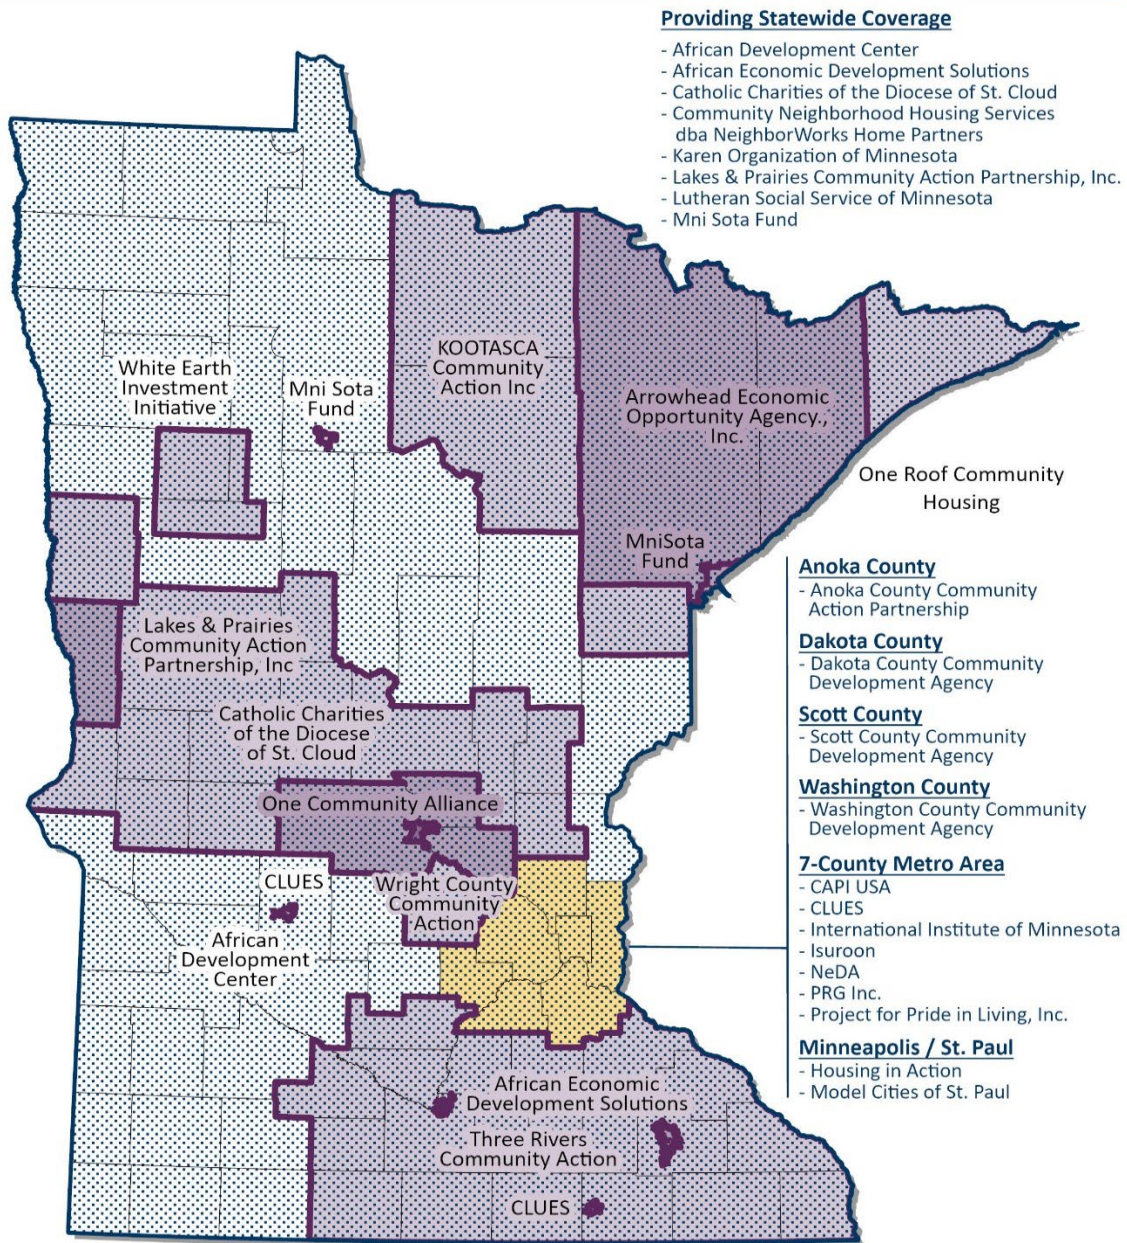 Providing Statewide Coverage
- African Development Center
- African Economic Development Solutions
- Catholic Charities of the Diocese of St. Cloud
- Community Neighborhood Housing Services
dba NeighborWorks Home Partners
- Karen Organization of Minnesota
- Lakes & Prairies Community Action Partnership, Inc.
- Lutheran Social Service of Minnesota
- Mni Sota Fund
White Earth
Investment
Initiative
Mni Sota
Fund
KOOTASCA
Community
Action Inc
Arrowhead Economic
Opportunity Agency.,
Inc.
One Roof Community
Housing
MniSota
Fund
Lakes & Prairies
Community Action
Partnership, Inc
Catholic Charities
of the Diocese
of St. Cloud
One Community Alliance
CLUES
Wright County
Community
Action
African
Development
Center
African Economic
Development Solutions
Three Rivers
Community Action
CLUES
Anoka County
- Anoka County Community
Action Partnership
Dakota County
- Dakota County Community
Development Agency
Scott County
- Scott County Community
Development Agency
Washington County
- Washington County Community
Development Agency
7-County Metro Area
- CAPI USA
- CLUES
- International Institute of Minnesota
- Isuroon
- NeDA
- PRG Inc.
- Project for Pride in Living, Inc.
Minneapolis / St. Paul
- Housing in Action
- Model Cities of St. Paul